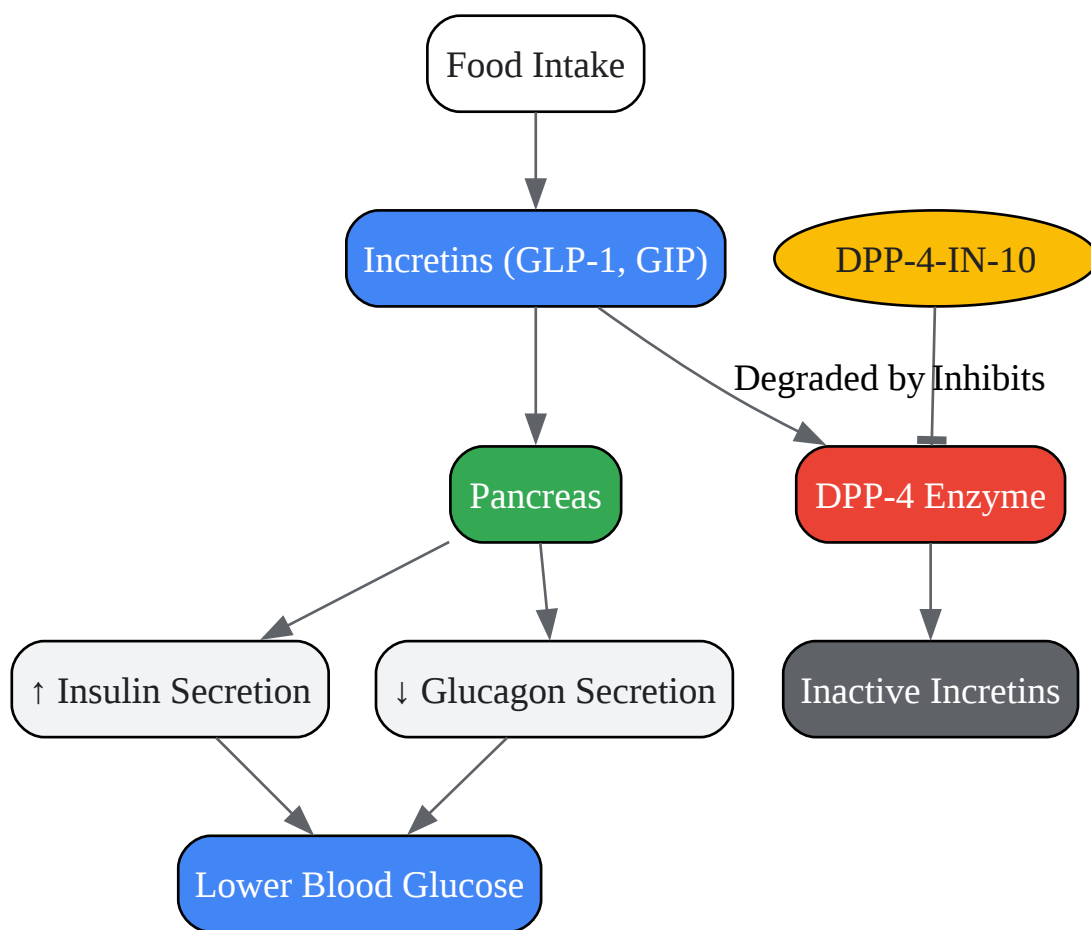 Food Intake
Incretins (GLP-1, GIP)
DPP-4-IN-10
Degraded by
Inhibits
Pancreas
DPP-4 Enzyme
↑ Insulin Secretion
↓ Glucagon Secretion
Inactive Incretins
Lower Blood Glucose